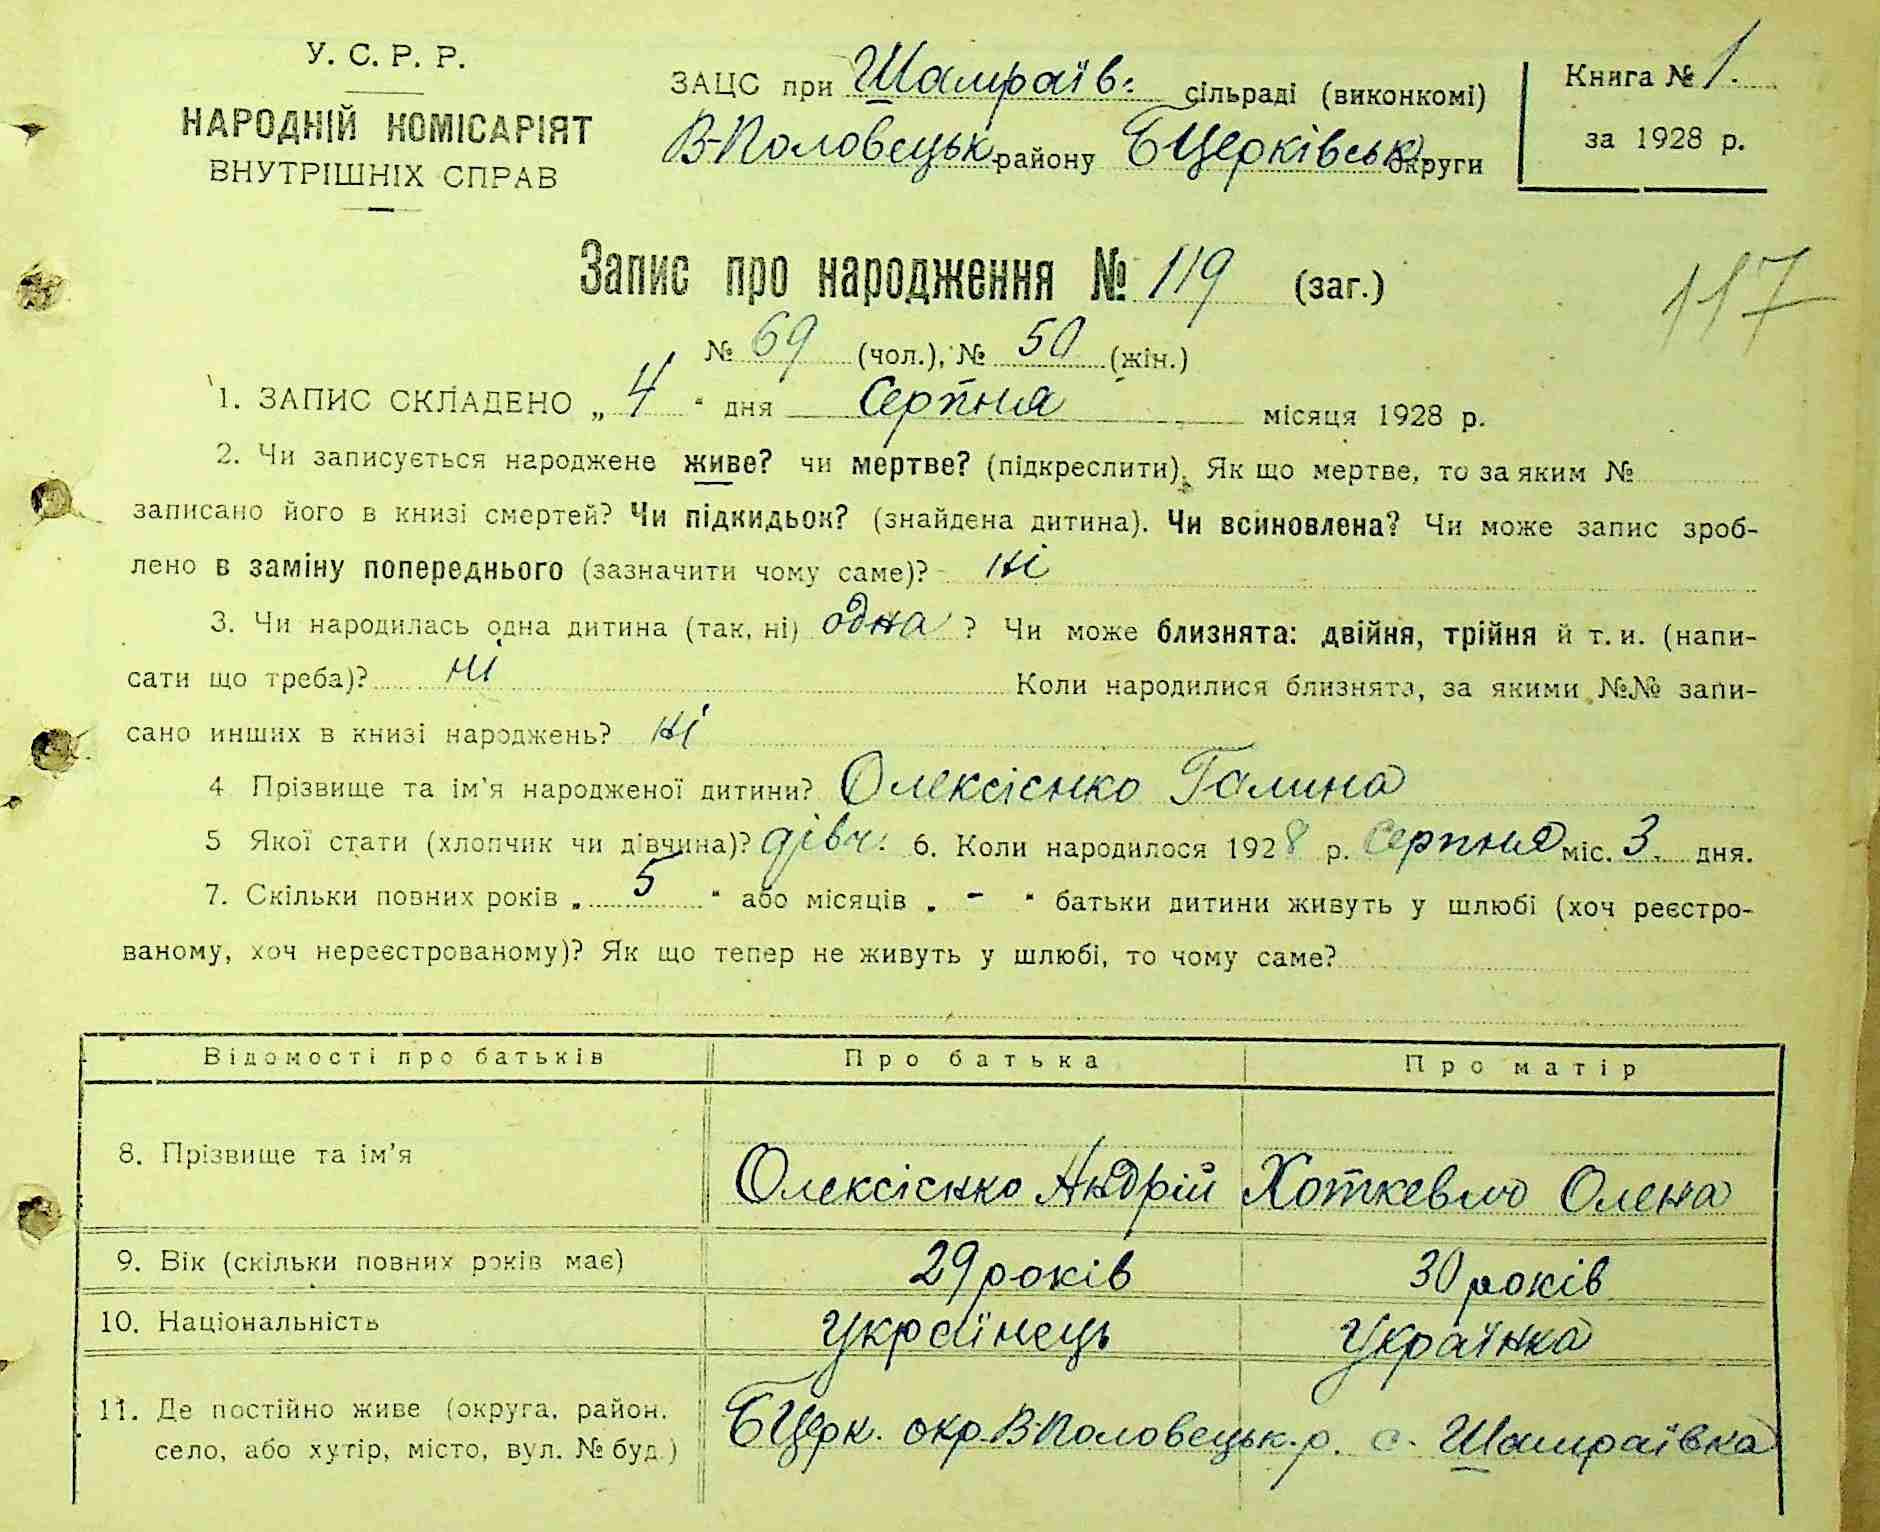 У. С. Р. Р.
НАРОДНІЙ КОМІСАРІЯТ
ВНУТРІШНІХ СПРАВ
ЗАЦС при Шамраїв: сільраді (виконкомі)
В-Половецьк. району БЦерківськ. округи
Книга № 1.
за 1928 р.
Запис про народження № 119 (заг.)
117
№ 69 (чол.), № 50 (жін.)
1. ЗАПИС СКЛАДЕНО „ 4 “ дня Серпня місяця 1928 р.
2. Чи записується народжене живе? чи мертве? (підкреслити). Як що мертве, то за яким №
записано його в книзі смертей? Чи підкидьок? (знайдена дитина). Чи всиновлена? Чи може запис зроб-
лено в заміну попереднього (зазначити чому саме)? ні
3. Чи народилась одна дитина (так, ні) одна ? Чи може близнята: двійня, трійня й т. и. (напи-
сати що треба)? ні Коли народилися близнята, за якими №№ запи-
сано инших в книзі народжень? ні
4 Прізвище та ім’я народженої дитини? Олексієнко Галина
5 Якої стати (хлопчик чи дівчина)? дівч. 6. Коли народилося 1928 р. Серпня міс. 3. дня.
7. Скільки повних років „ 5 “ або місяців „ - “ батьки дитини живуть у шлюбі (хоч реєстро-
ваному, хоч нереєстрованому)? Як що тепер не живуть у шлюбі, то чому саме?
Відомості про батьків Про батька Про матір
8. Прізвище та ім’я Олексієнко Андрій Олена
9. Вік (скільки повних років має) 29 років 30 років
10. Національність Українець Українка
11. Де постійно живе (округа, район, село, або хутір, місто, вул. № буд.) БЦерк. окр. В-Половецьк. р. с. Шамраївка